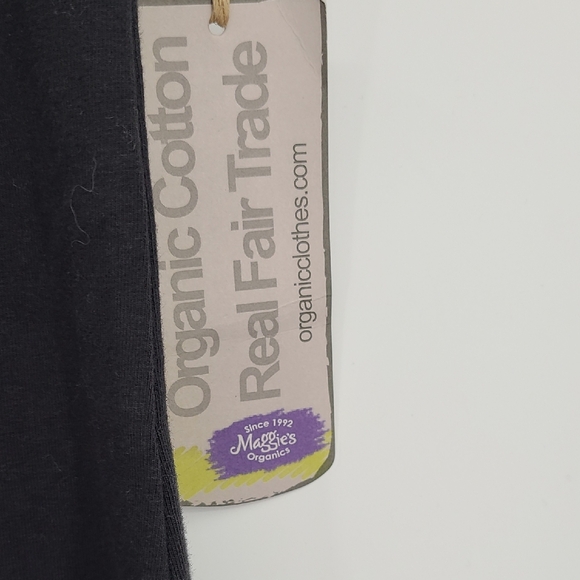 Organic Cotton
Real Fair Trade
organicclothes.com
Since 1992
Maggie's
Organics